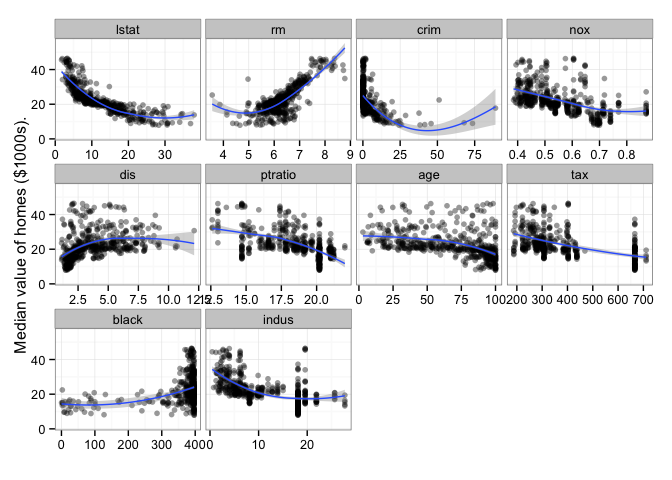 Median value of homes ($1000s).
lstat rm crim nox
40
20
0
0 10 20 30 4 5 6 7 8 9 0 25 50 75 0.4 0.5 0.6 0.7 0.8
dis ptratio age tax
40
20
0
2.5 5.0 7.5 10.0 12.5 12.5 15.0 17.5 20.0 0 25 50 75 100 200 300 400 500 600 700
black indus
40
20
0
0 100 200 300 400 0 10 20